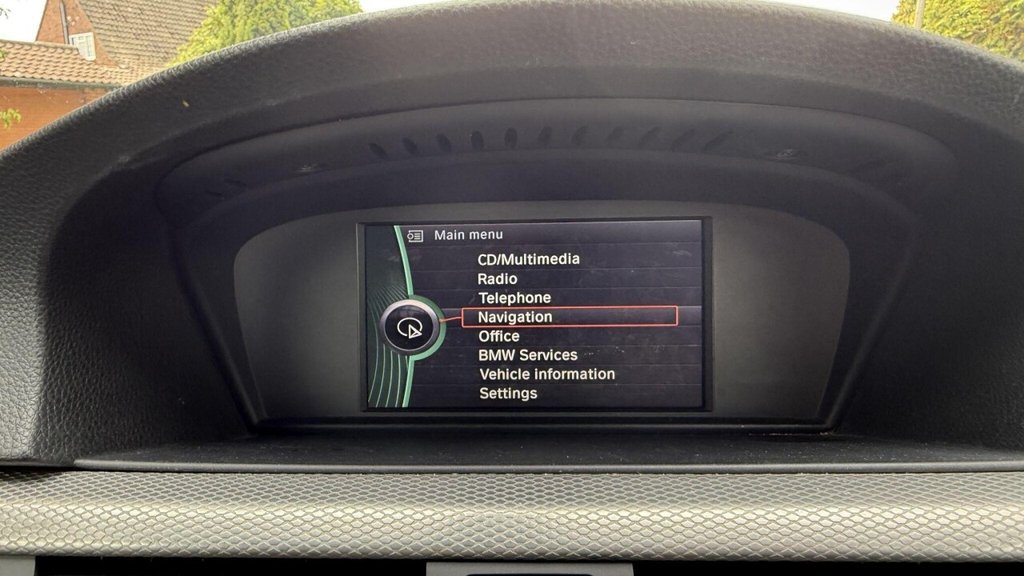 Main menu
CD/Multimedia
Radio
Telephone
Navigation
Office
BMW Services
Vehicle information
Settings